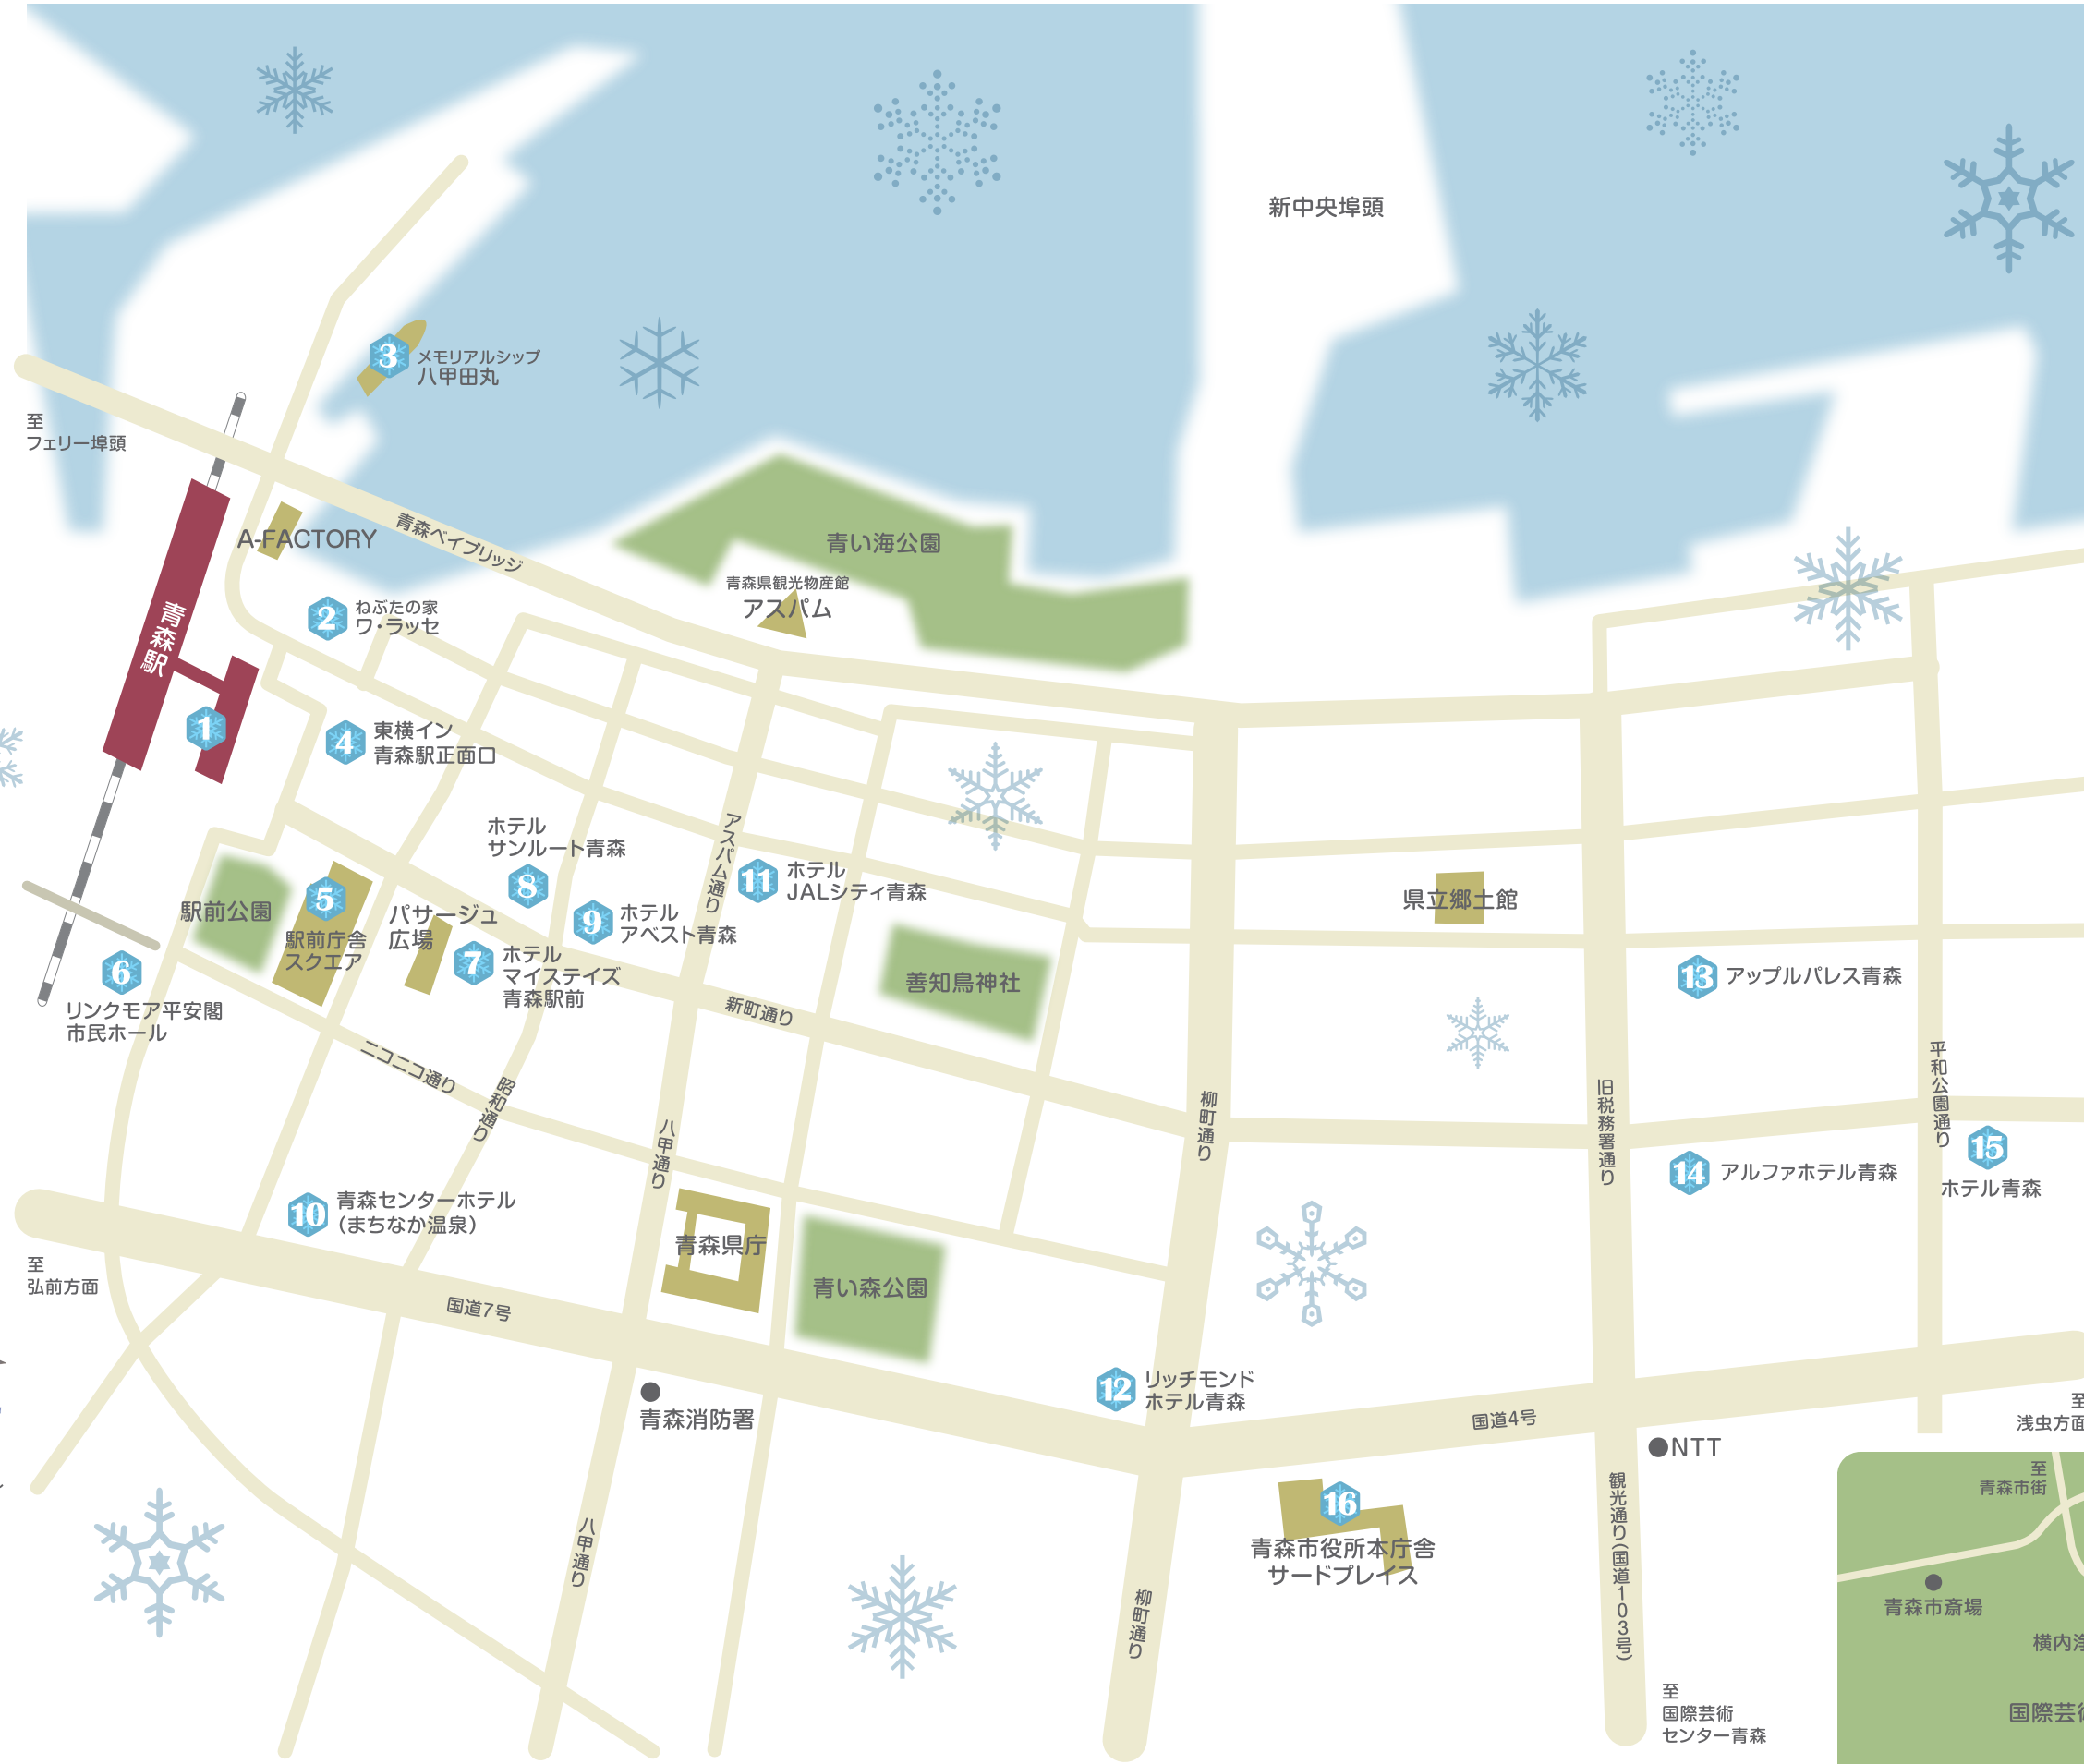 新中央埠頭
3
メモリアルシップ
八甲田丸
至
フェリー埠頭
青森ベイブリッジ
A-FACTORY
青い海公園
青森県観光物産館
アスパム
青森駅
2
ねぶたの家
ワ・ラッセ
1
4
東横イン
青森駅正面口
ホテル
サンルート青森
8
アスパム通り
11
ホテル
JALシティ青森
駅前公園
5
駅前庁舎
スクエア
パサージュ
広場
9
ホテル
アベスト青森
7
ホテル
マイステイズ
青森駅前
県立郷土館
善知鳥神社
6
リンクモア平安閣
市民ホール
新町通り
13
アップルパレス青森
ニコニコ通り
昭和通り
八甲通り
柳町通り
旧税務署通り
平和公園通り
14
アルファホテル青森
15
ホテル青森
10
青森センターホテル
（まちなか温泉）
青森県庁
青い森公園
至
弘前方面
国道7号
12
リッチモンド
ホテル青森
青森消防署
国道4号
至
浅虫方面
NTT
16
青森市役所本庁舎
サードプレイス
観光通り（国道103号）
八甲通り
柳町通り
至
青森市街
青森市斎場
横内浄
国際芸術
至
国際芸術
センター青森